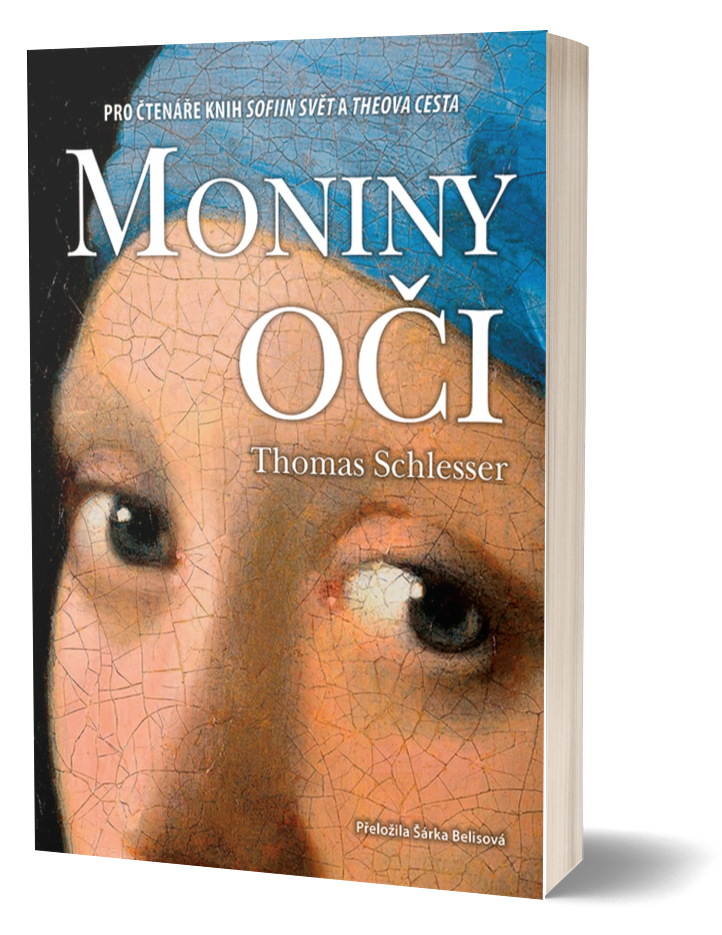 PRO ČTENÁŘE KNIH SOFIIN SVĚT A THEOVA CESTA
MONINY
OČI
Thomas Schlesser
Přeložila Šárka Belisová